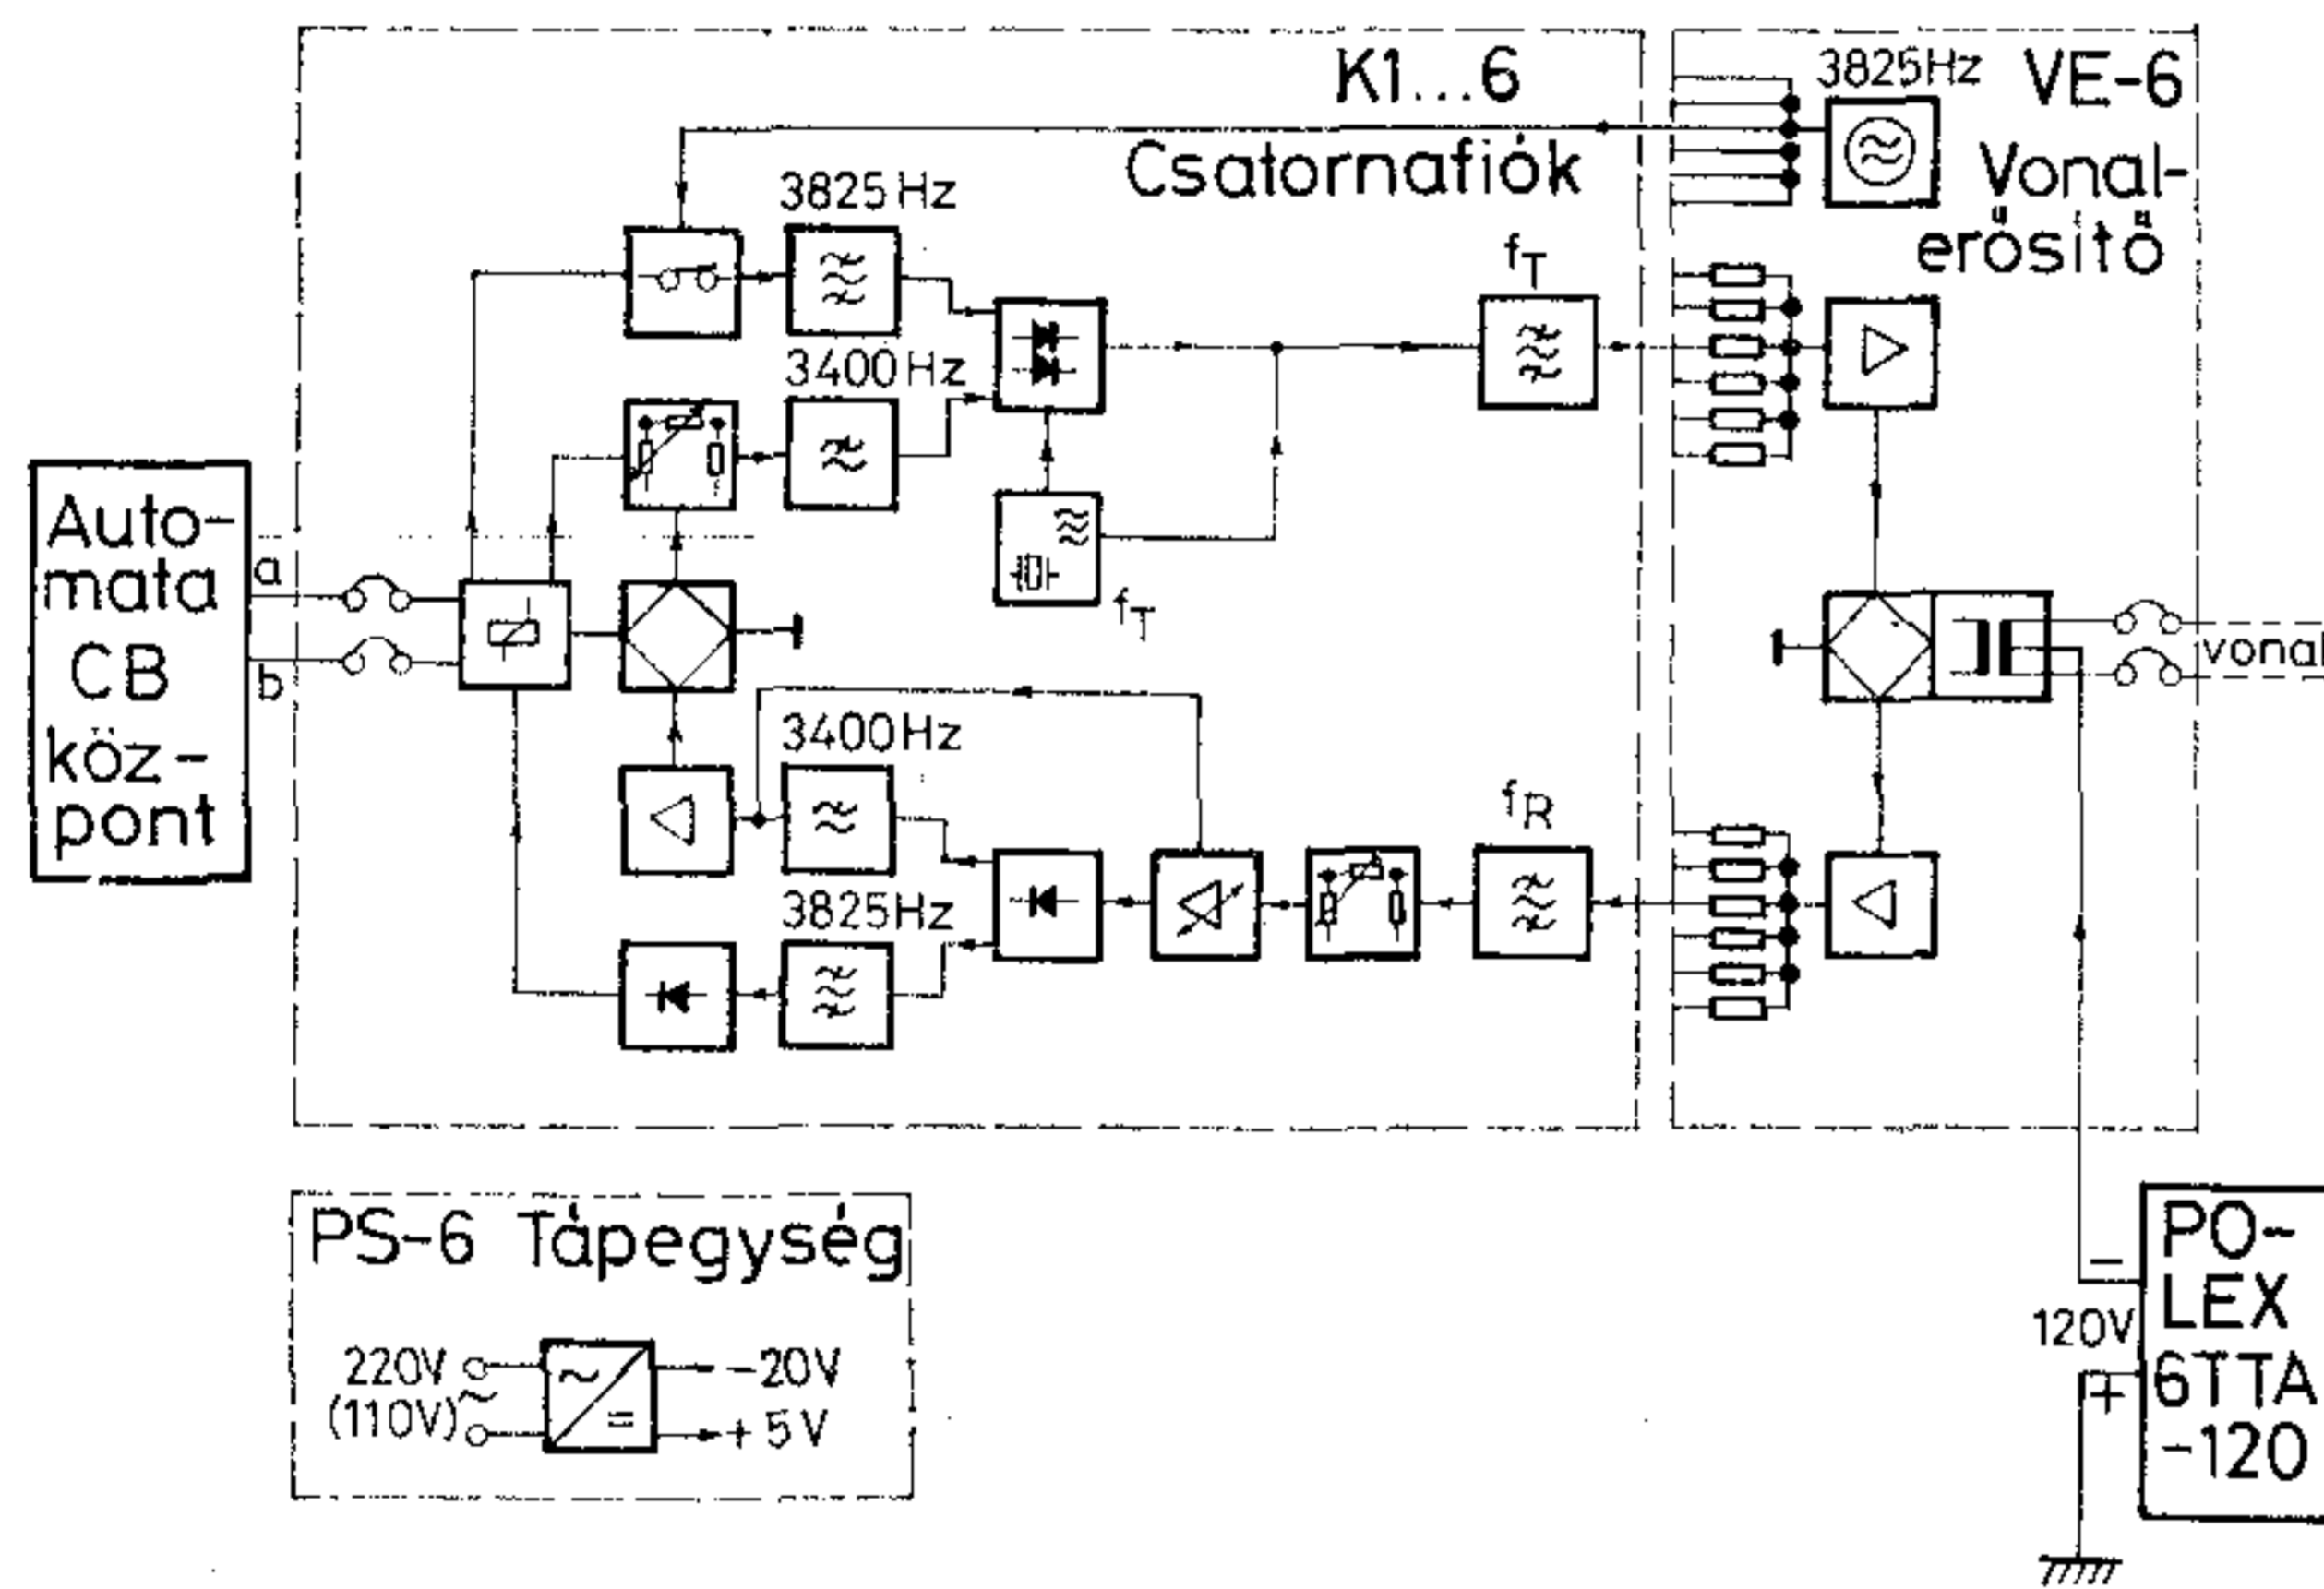 K1...6
Csatornafiók
3825Hz
VE-6
Vonal-
erősítő
3825 Hz
3400 Hz
f_T
f_T
Auto-
mata
CB
köz-
pont
a
b
3400Hz
3825Hz
f_R
vonal
PS-6 Tápegység
220V
(110V)
~
-20V
+ 5V
~
=
120V
−
+
PO-
LEX
6TTA
-120